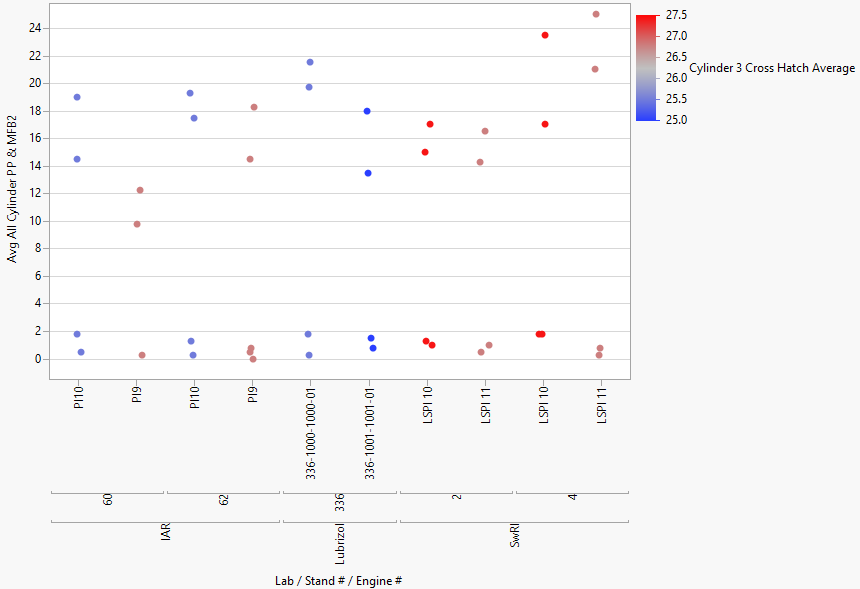 Avg All Cylinder PP & MFB2
24
22
20
18
16
14
12
10
8
6
4
2
0
27.5
27.0
26.5
26.0
25.5
25.0
Cylinder 3 Cross Hatch Average
PI10
PI9
PI10
PI9
336-1000-1000-01
336-1001-1001-01
LSPI 10
LSPI 11
LSPI 10
LSPI 11
60
62
336
2
4
IAR
Lubrizol
SwRI
Lab / Stand # / Engine #